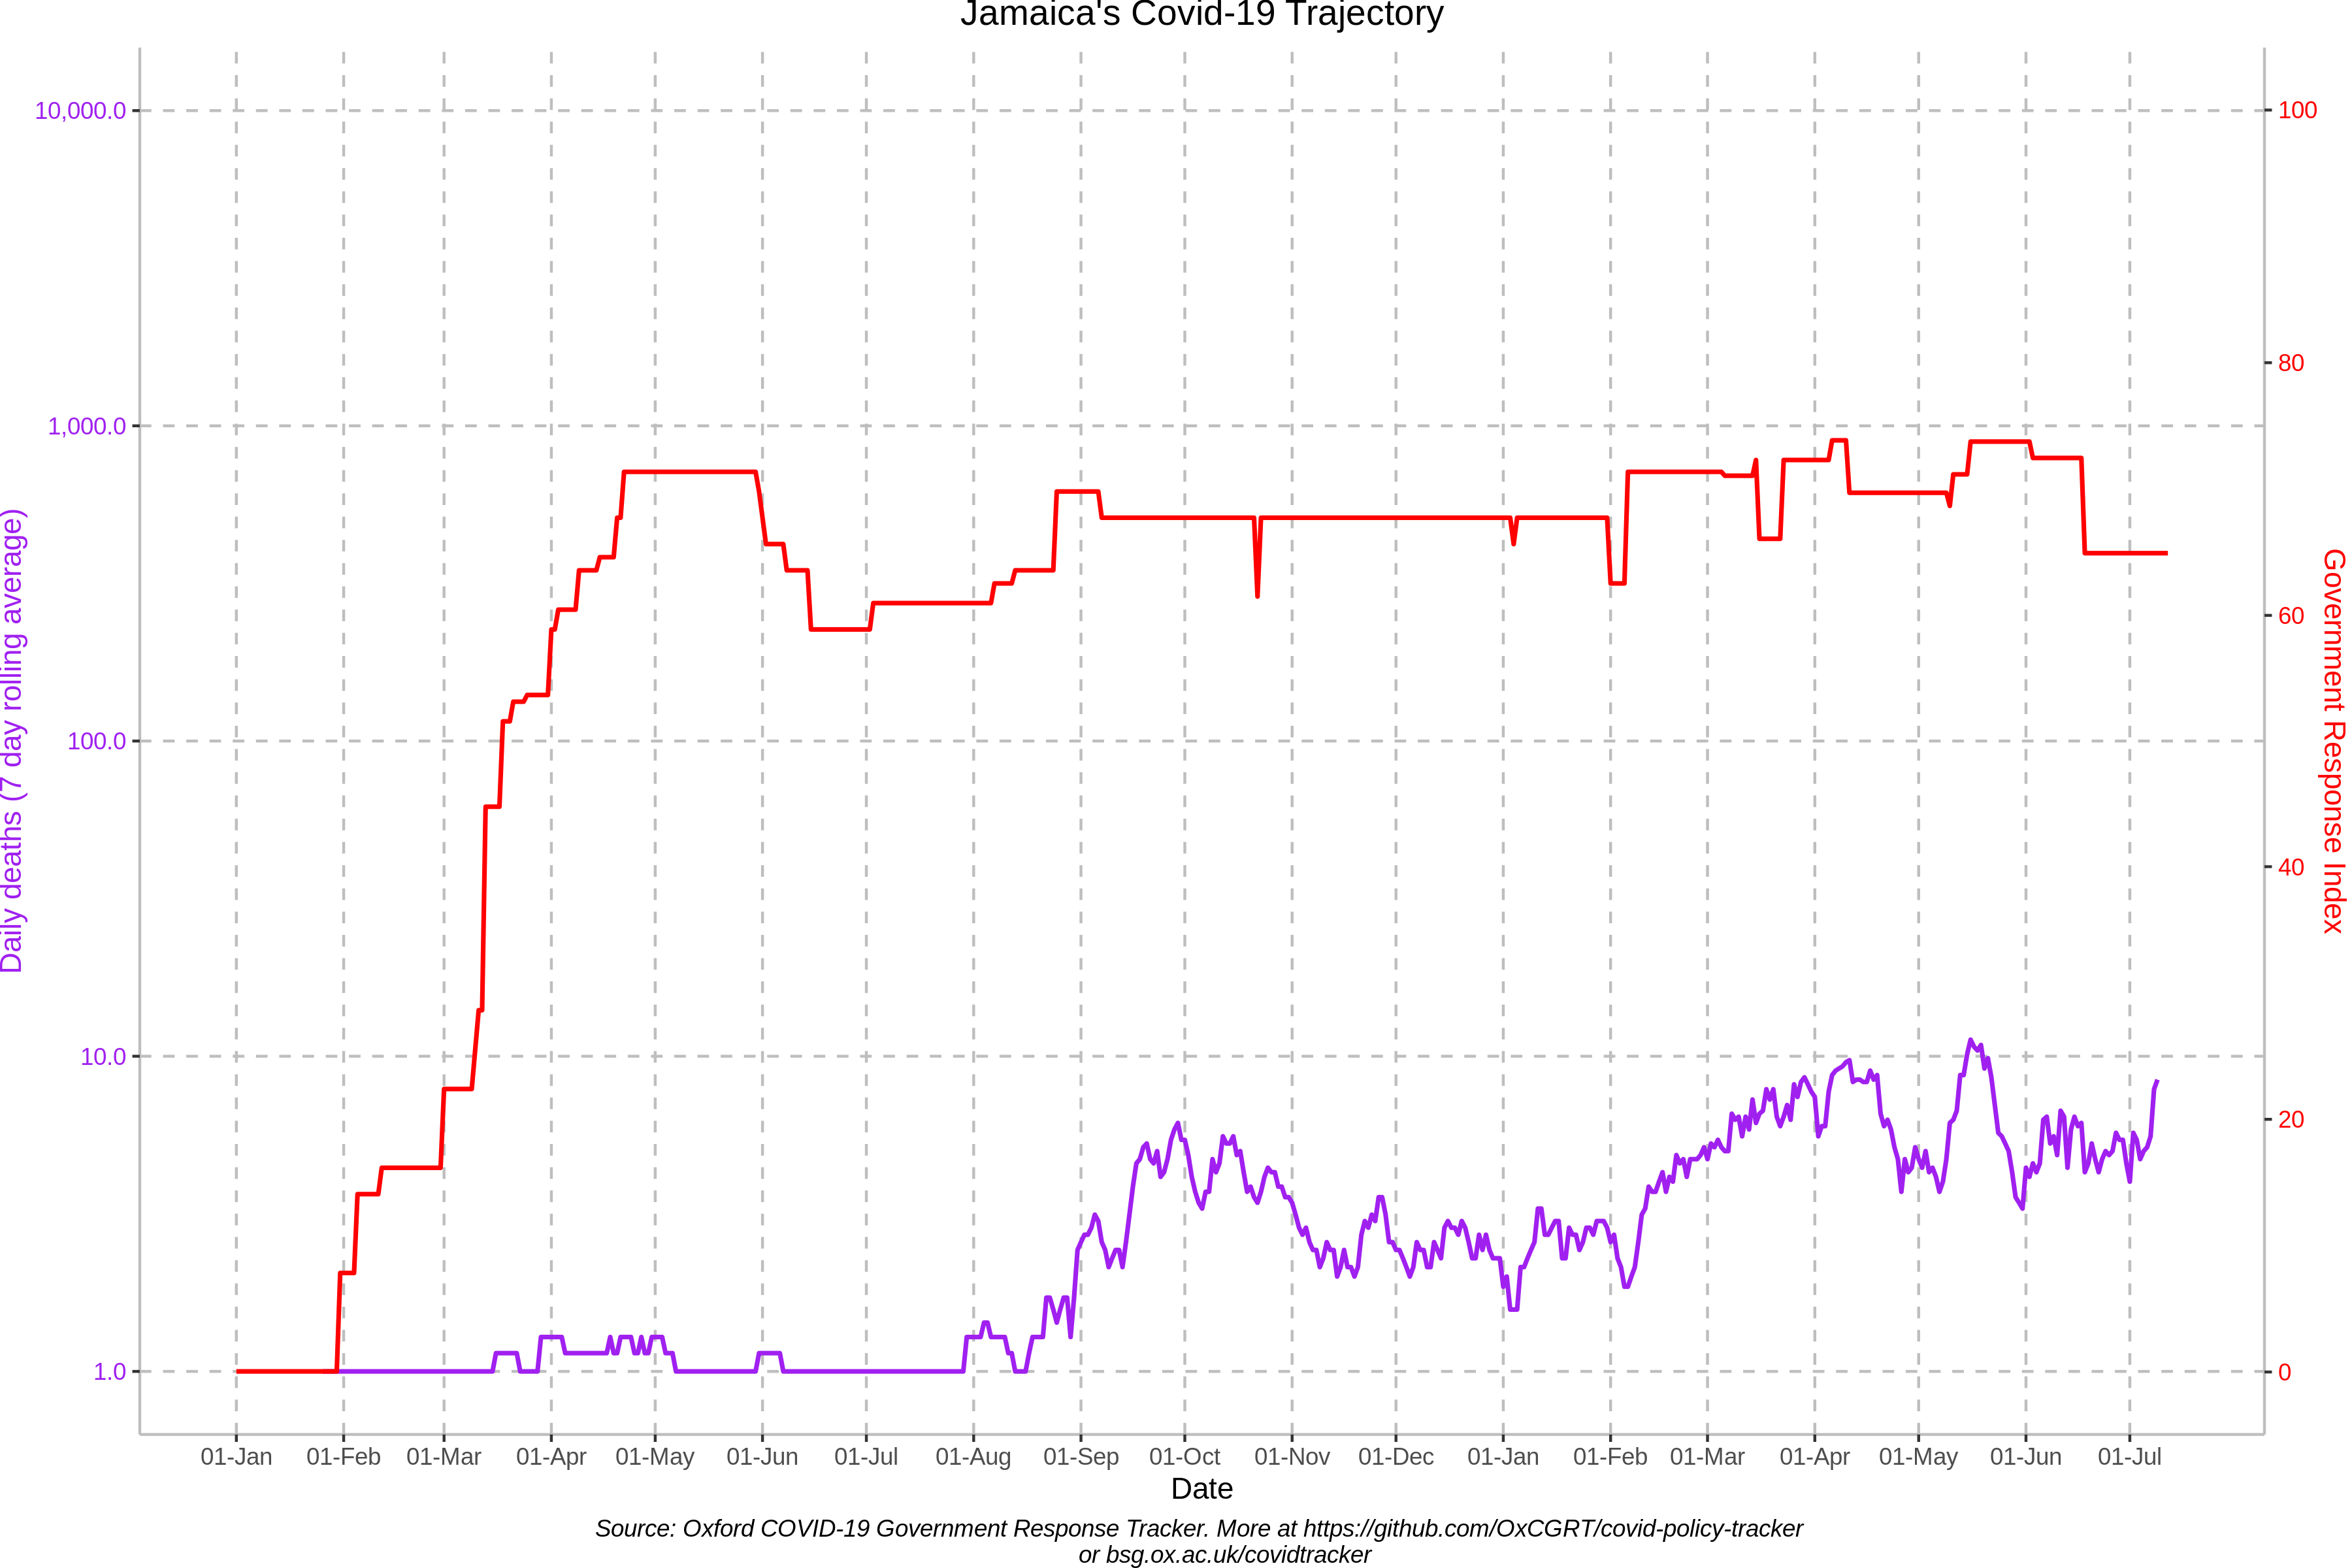 Jamaica's Covid-19 Trajectory
10,000.0
1,000.0
100.0
10.0
1.0
Daily deaths (7 day rolling average)
100
80
60
40
20
0
Government Response Index
01-Jan 01-Feb 01-Mar 01-Apr 01-May 01-Jun 01-Jul 01-Aug 01-Sep 01-Oct 01-Nov 01-Dec 01-Jan 01-Feb 01-Mar 01-Apr 01-May 01-Jun 01-Jul
Date
Source: Oxford COVID-19 Government Response Tracker. More at https://github.com/OxCGRT/covid-policy-tracker
or bsg.ox.ac.uk/covidtracker